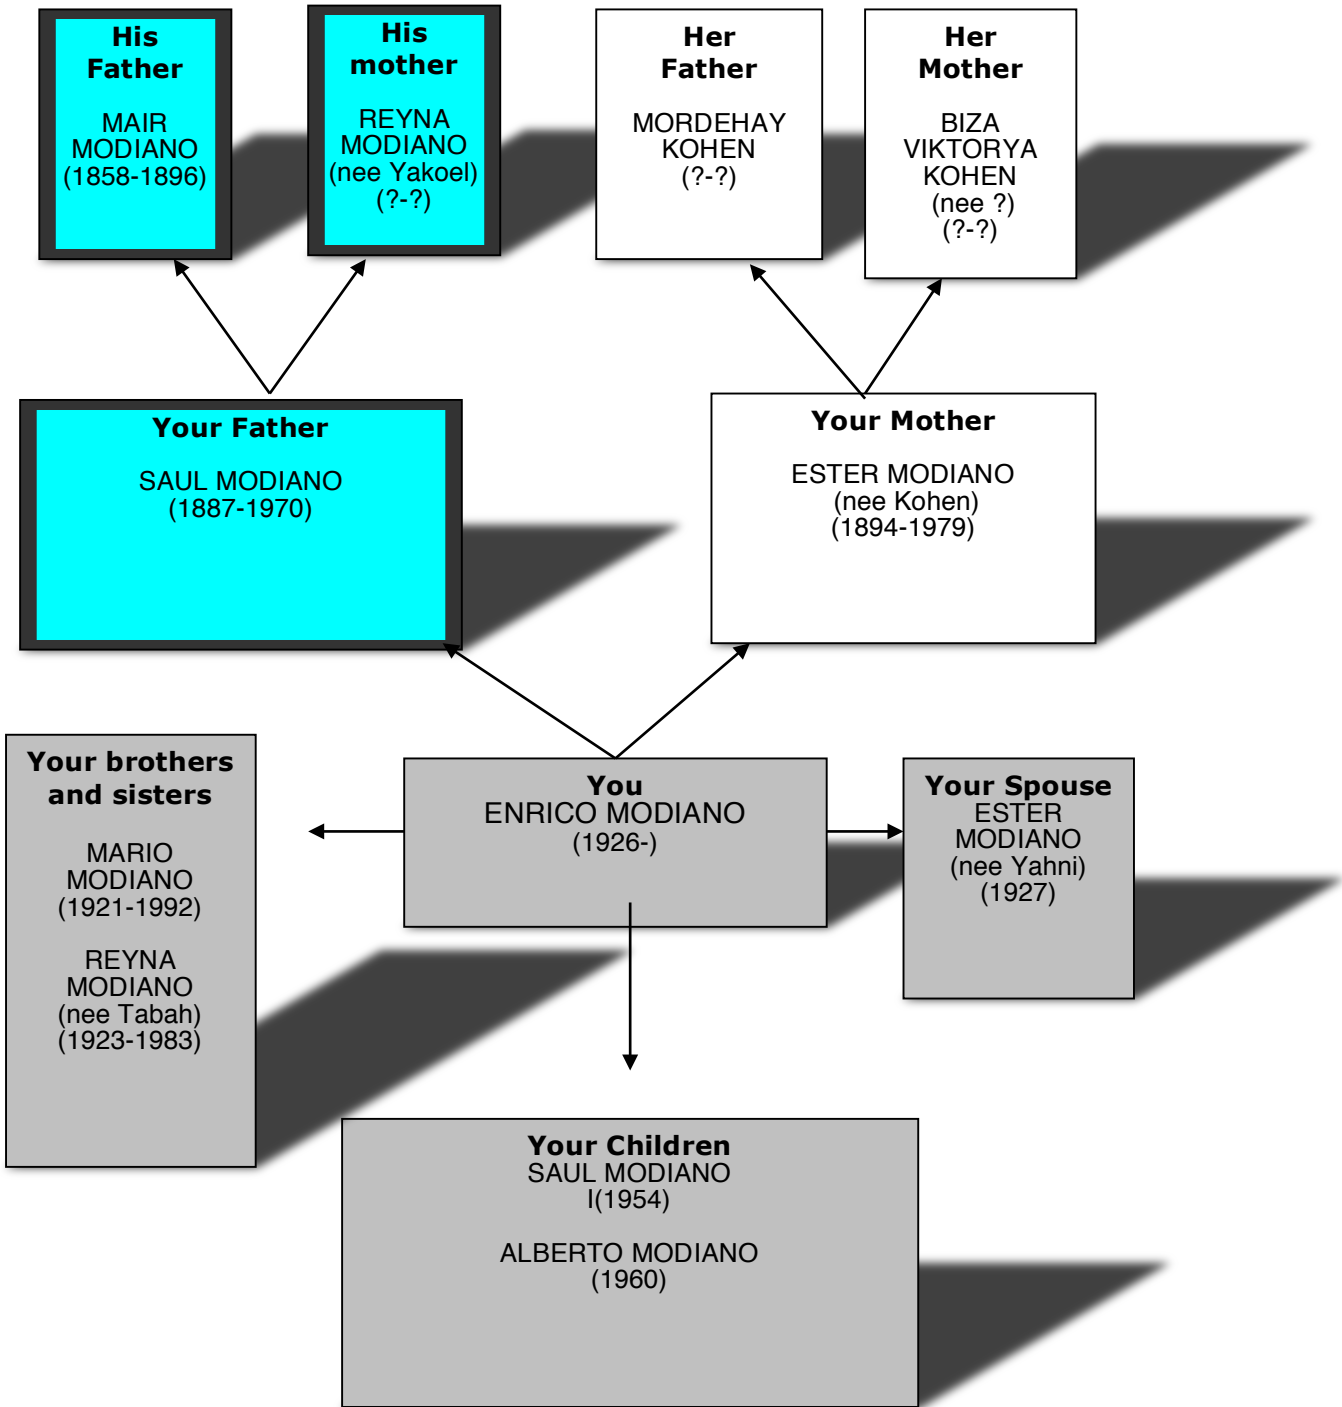 His
Father
MAIR
MODIANO
(1858-1896)
His
mother
REYNA
MODIANO
(nee Yakoel)
(?-?)
Her
Father
MORDEHAY
KOHEN
(?-?)
Her
Mother
BIZA
VIKTORYA
KOHEN
(nee ?)
(?-?)
Your Father
SAUL MODIANO
(1887-1970)
Your Mother
ESTER MODIANO
(nee Kohen)
(1894-1979)
Your brothers
and sisters
MARIO
MODIANO
(1921-1992)
REYNA
MODIANO
(nee Tabah)
(1923-1983)
You
ENRICO MODIANO
(1926-)
Your Spouse
ESTER
MODIANO
(nee Yahni)
(1927)
Your Children
SAUL MODIANO
l(1954)
ALBERTO MODIANO
(1960)